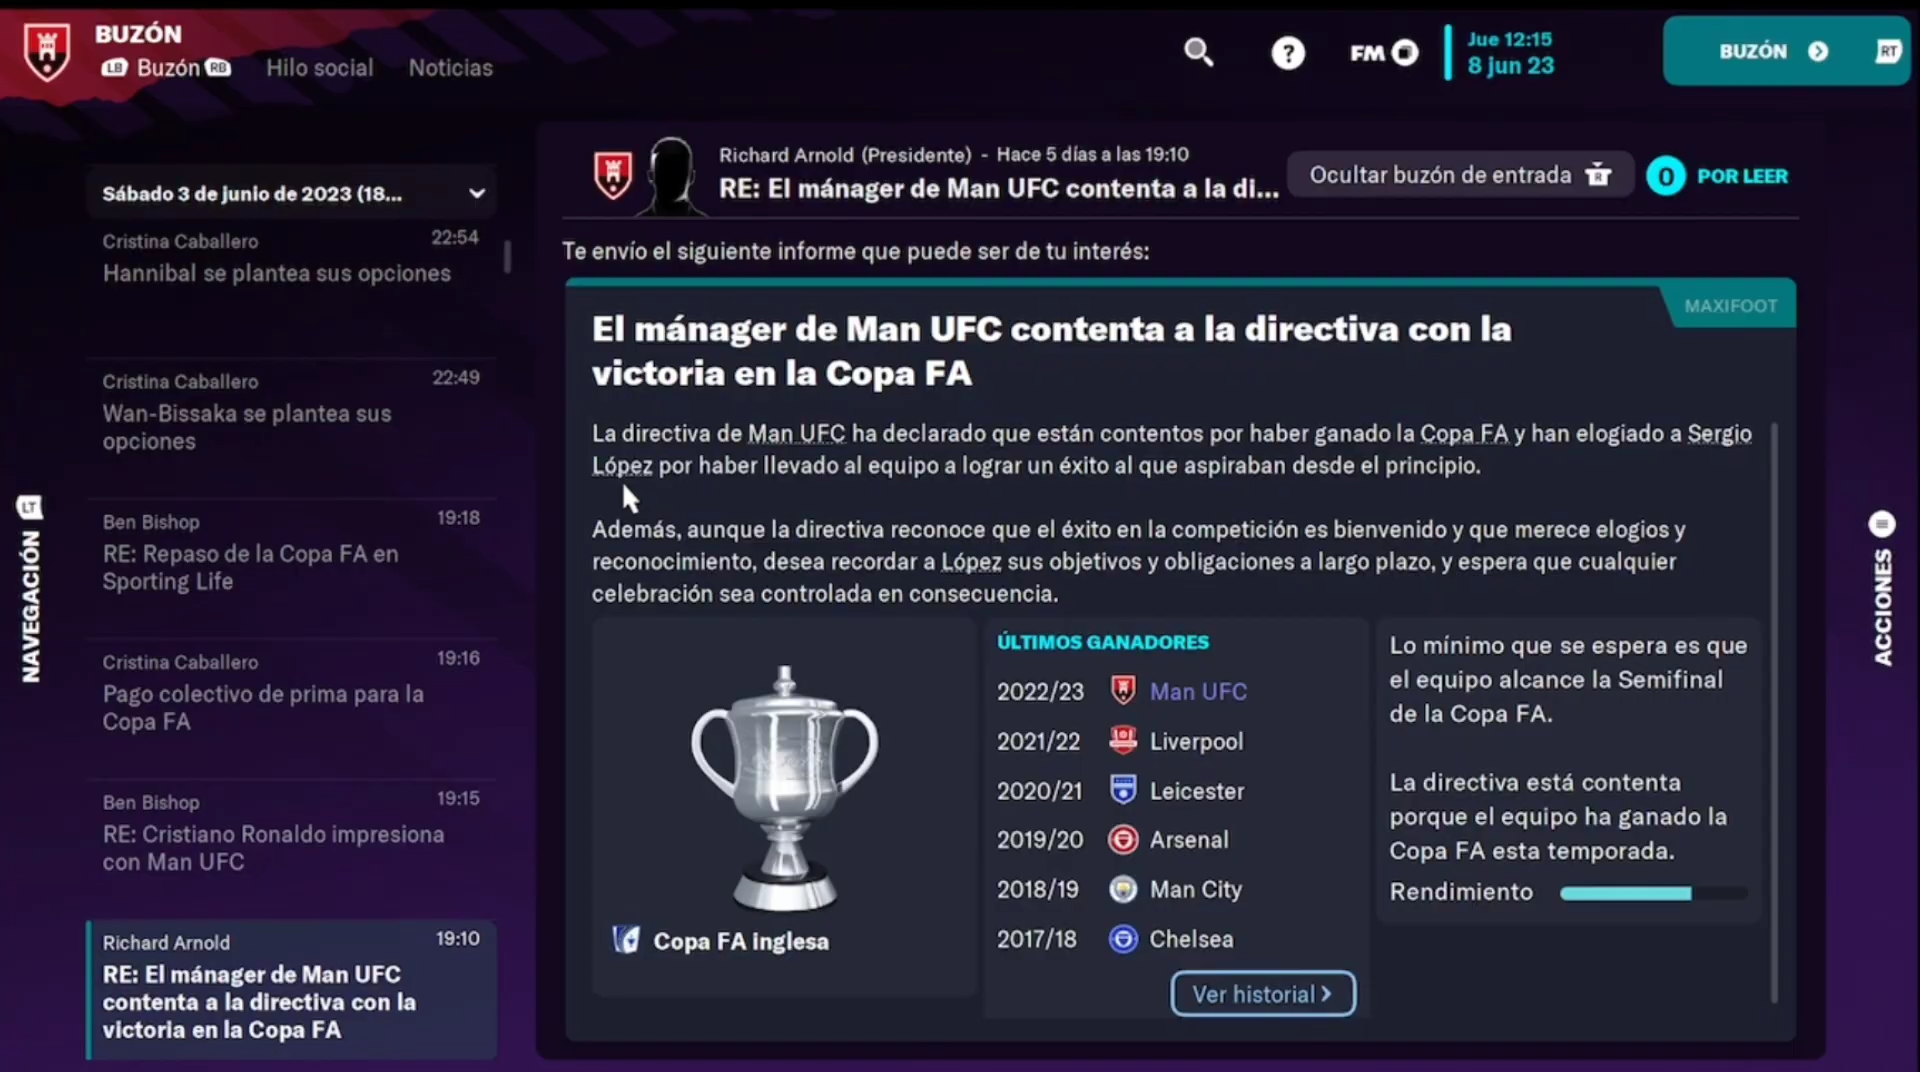 BUZÓN
LB Buzón RB Hilo social Noticias
?
FM
Jue 12:15
8 jun 23
BUZÓN RT
LT
NAVEGACIÓN
Sábado 3 de junio de 2023 (18...
Cristina Caballero 22:54
Hannibal se plantea sus opciones
Cristina Caballero 22:49
Wan-Bissaka se plantea sus
opciones
Ben Bishop 19:18
RE: Repaso de la Copa FA en
Sporting Life
Cristina Caballero 19:16
Pago colectivo de prima para la
Copa FA
Ben Bishop 19:15
RE: Cristiano Ronaldo impresiona
con Man UFC
Richard Arnold 19:10
RE: El mánager de Man UFC
contenta a la directiva con la
victoria en la Copa FA
Richard Arnold (Presidente) - Hace 5 días a las 19:10
RE: El mánager de Man UFC contenta a la di...
Ocultar buzón de entrada R
0 POR LEER
Te envío el siguiente informe que puede ser de tu interés:
MAXIFOOT
El mánager de Man UFC contenta a la directiva con la
victoria en la Copa FA
La directiva de Man UFC ha declarado que están contentos por haber ganado la Copa FA y han elogiado a Sergio
López por haber llevado al equipo a lograr un éxito al que aspiraban desde el principio.
Además, aunque la directiva reconoce que el éxito en la competición es bienvenido y que merece elogios y
reconocimiento, desea recordar a López sus objetivos y obligaciones a largo plazo, y espera que cualquier
celebración sea controlada en consecuencia.
Copa FA inglesa
ÚLTIMOS GANADORES
2022/23 Man UFC
2021/22 Liverpool
2020/21 Leicester
2019/20 Arsenal
2018/19 Man City
2017/18 Chelsea
Ver historial
Lo mínimo que se espera es que
el equipo alcance la Semifinal
de la Copa FA.
La directiva está contenta
porque el equipo ha ganado la
Copa FA esta temporada.
Rendimiento
ACCIONES